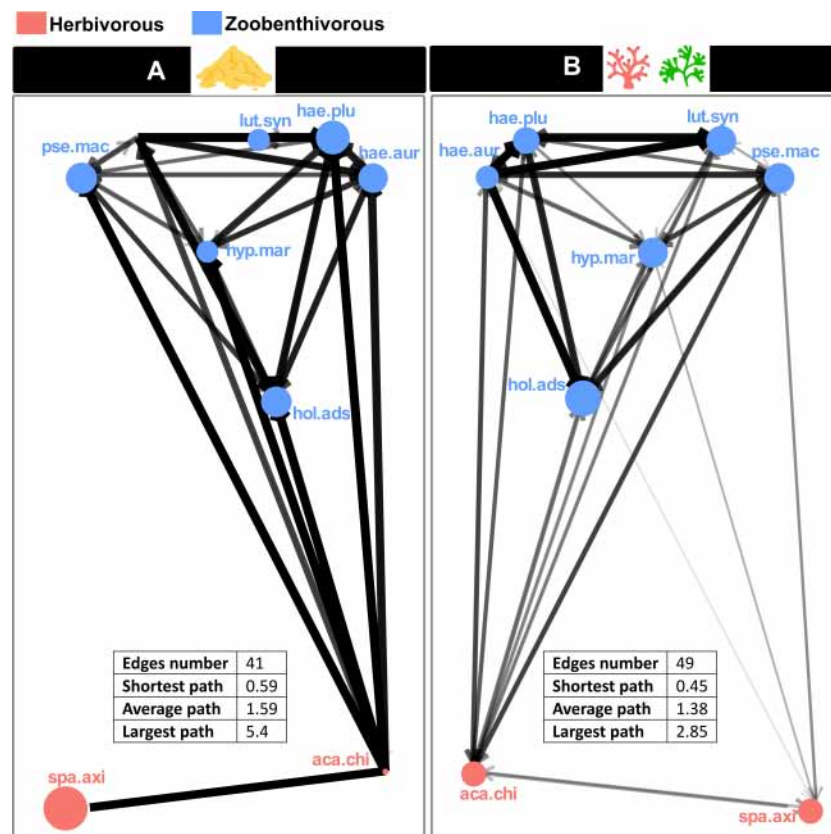 Herbivorous Zoobenthivorous
A
B
hae.plu
lut.syn
pse.mac
hae.aur
hyp.mar
hol.ads
Edges number 41
Shortest path 0.59
Average path 1.59
Largest path 5.4
aca.chi
spa.axi
hae.plu
lut.syn
hae.aur
pse.mac
hyp.mar
hol.ads
Edges number 49
Shortest path 0.45
Average path 1.38
Largest path 2.85
aca.chi
spa.axi